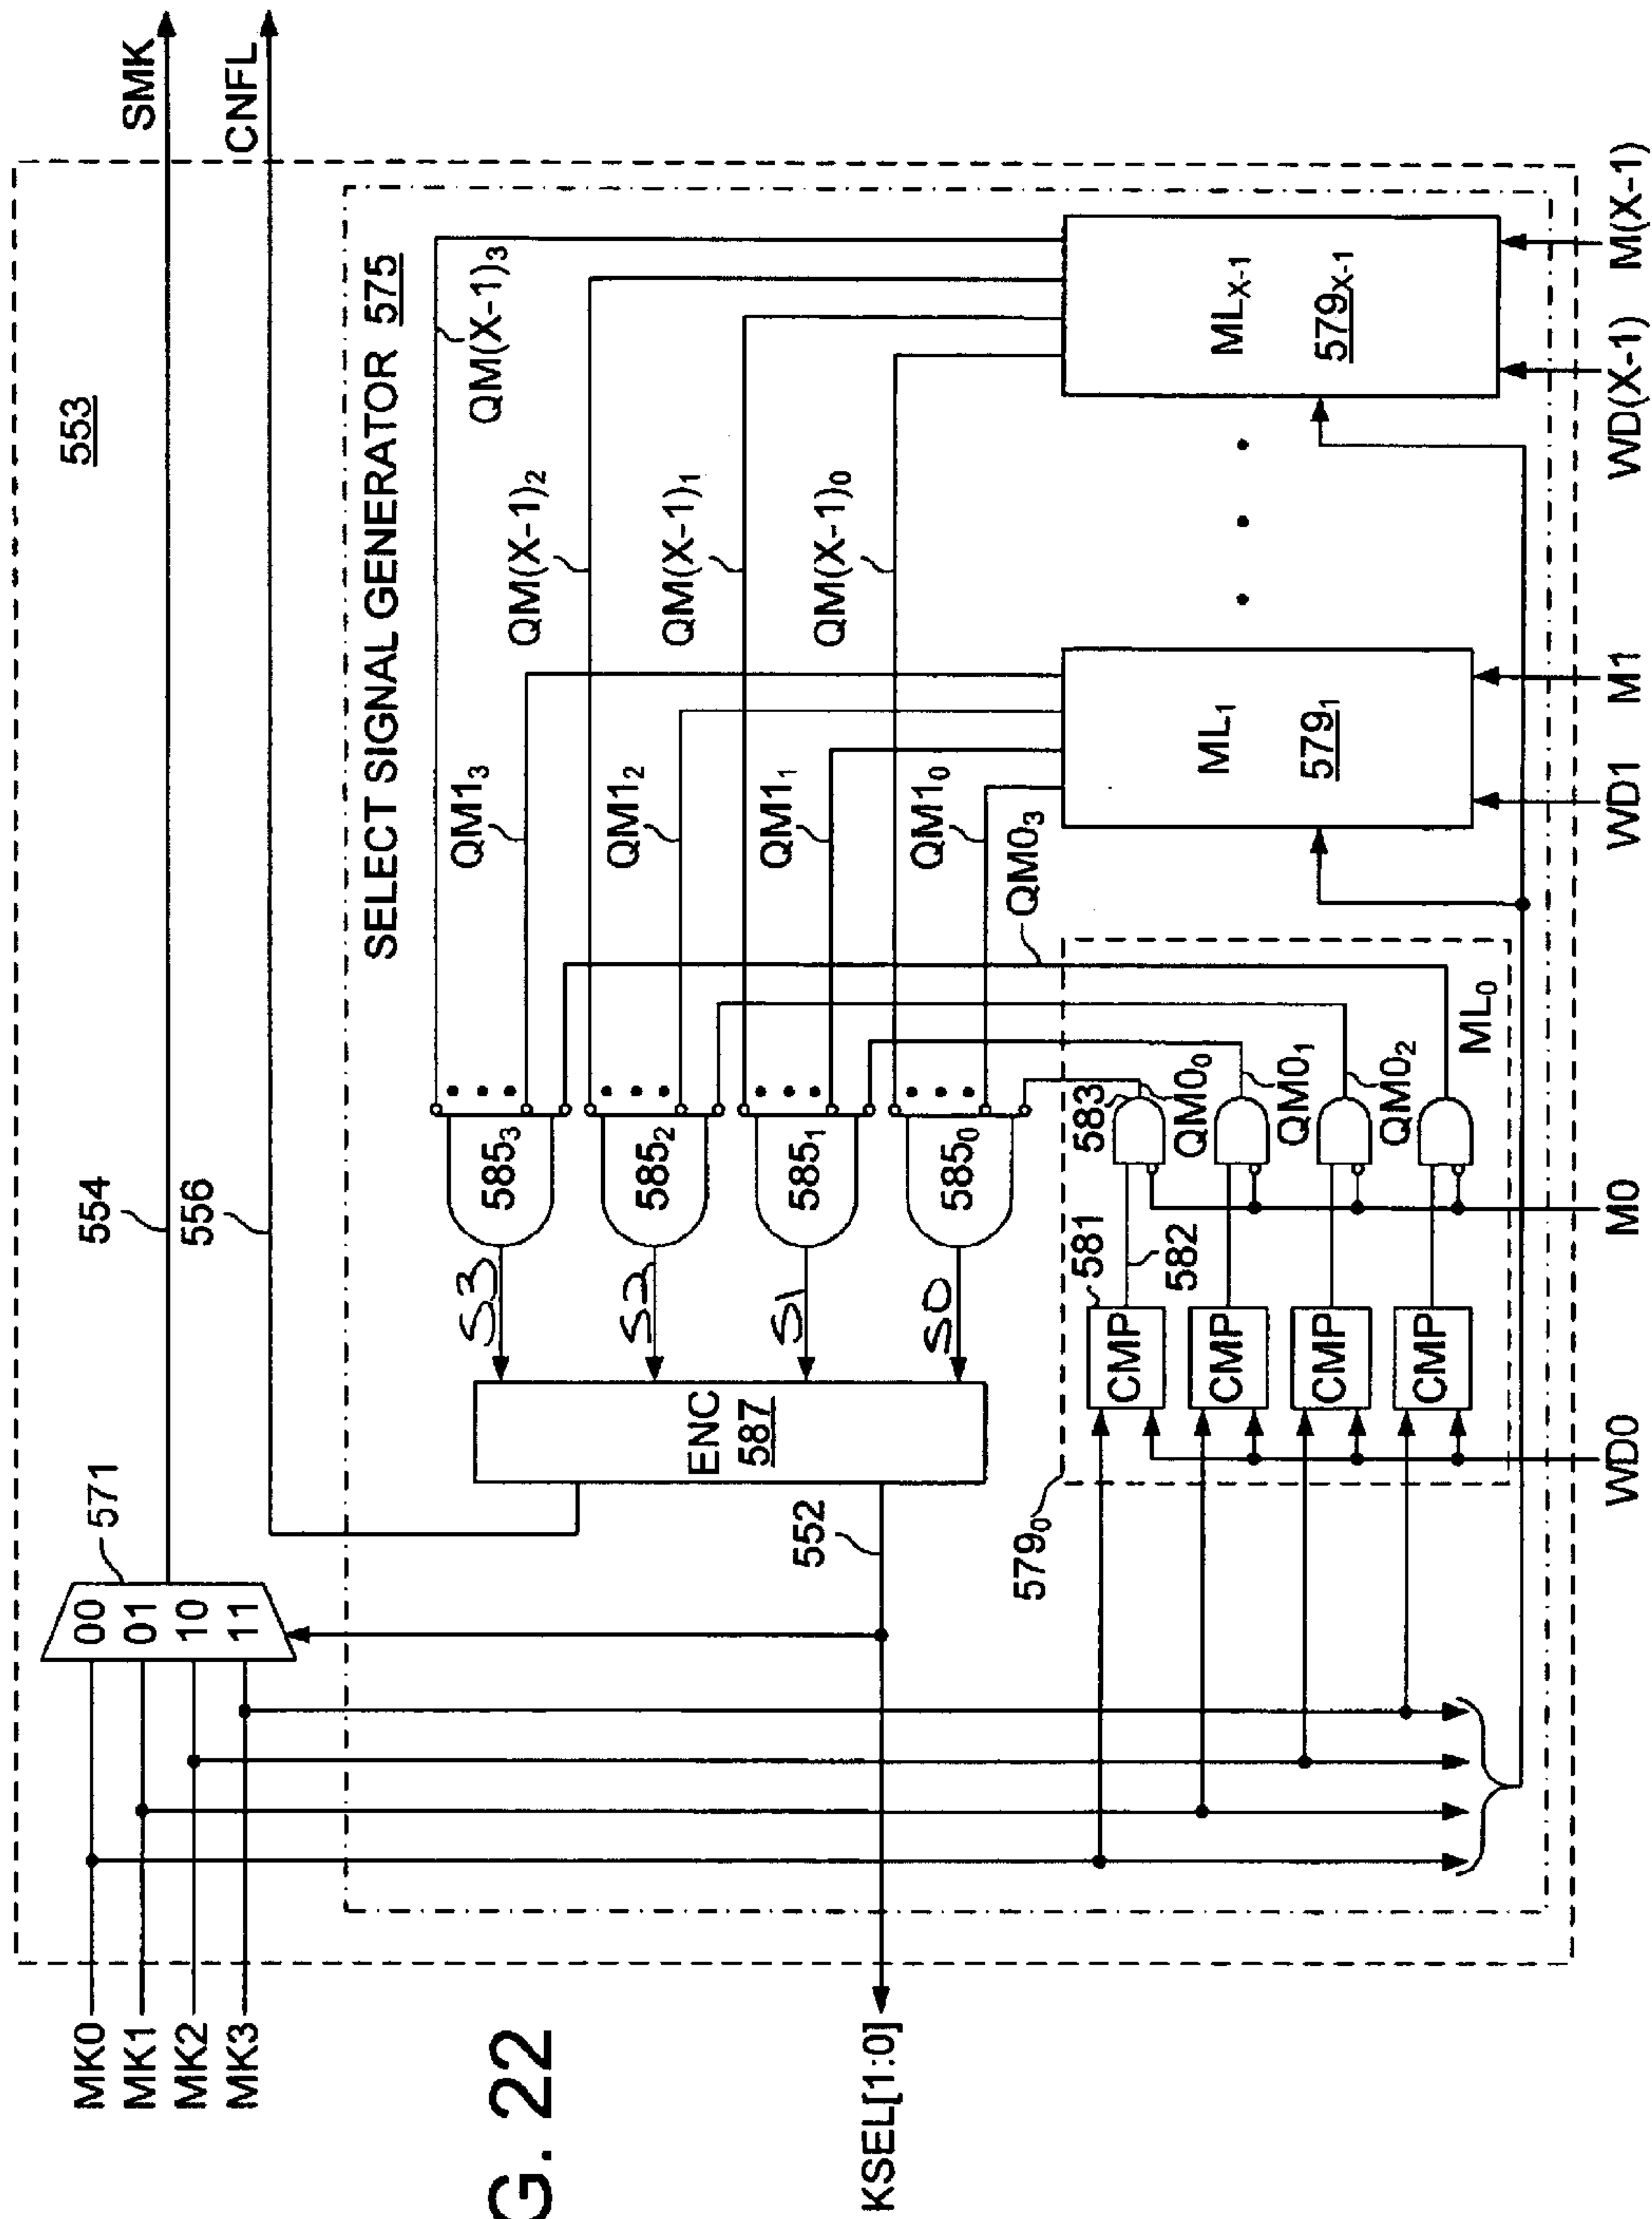 SMK
CNFL
553
554
556
571
00
01
10
11
SELECT SIGNAL GENERATOR 575
QM(X-1)3
QM(X-1)2
QM(X-1)1
QM(X-1)0
QM13
QM12
QM11
QM10
QM03
5853
5852
5851
5850
S3
S2
S1
S0
ENC
587
552
MLX-1
579X-1
ML1
5791
ML0
5790
583
QM00
QM01
QM02
581
582
CMP
CMP
CMP
CMP
MK0
MK1
MK2
MK3
KSEL[1:0]
WD0
M0
WD1
M1
WD(X-1)
M(X-1)
G. 22